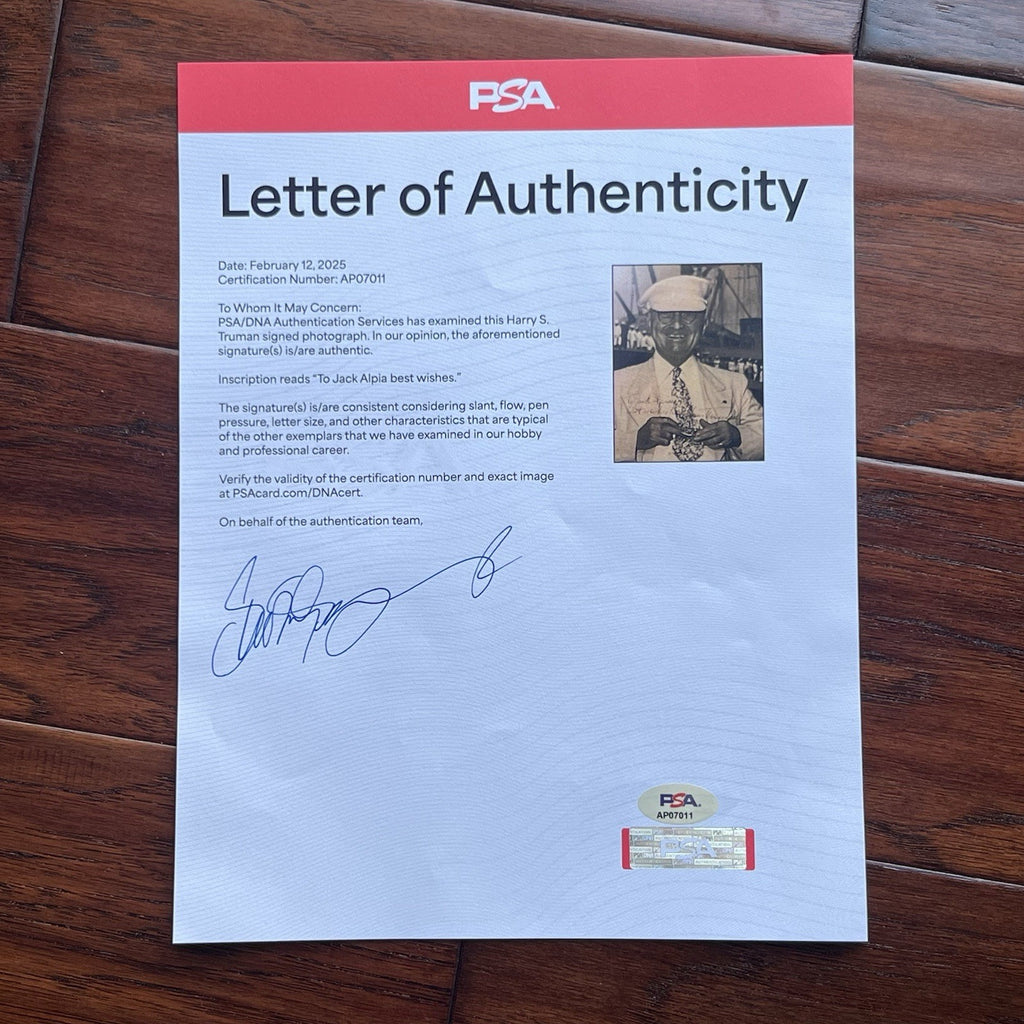 PSA
Letter of Authenticity
Date: February 12, 2025
Certification Number: AP07011
To Whom It May Concern:
PSA/DNA Authentication Services has examined this Harry S.
Truman signed photograph. In our opinion, the aforementioned
signature(s) is/are authentic.
Inscription reads “To Jack Alpia best wishes.”
The signature(s) is/are consistent considering slant, flow, pen
pressure, letter size, and other characteristics that are typical
of the other exemplars that we have examined in our hobby
and professional career.
Verify the validity of the certification number and exact image
at PSAcard.com/DNAcert.
On behalf of the authentication team,
PSA
AP07011
PSA